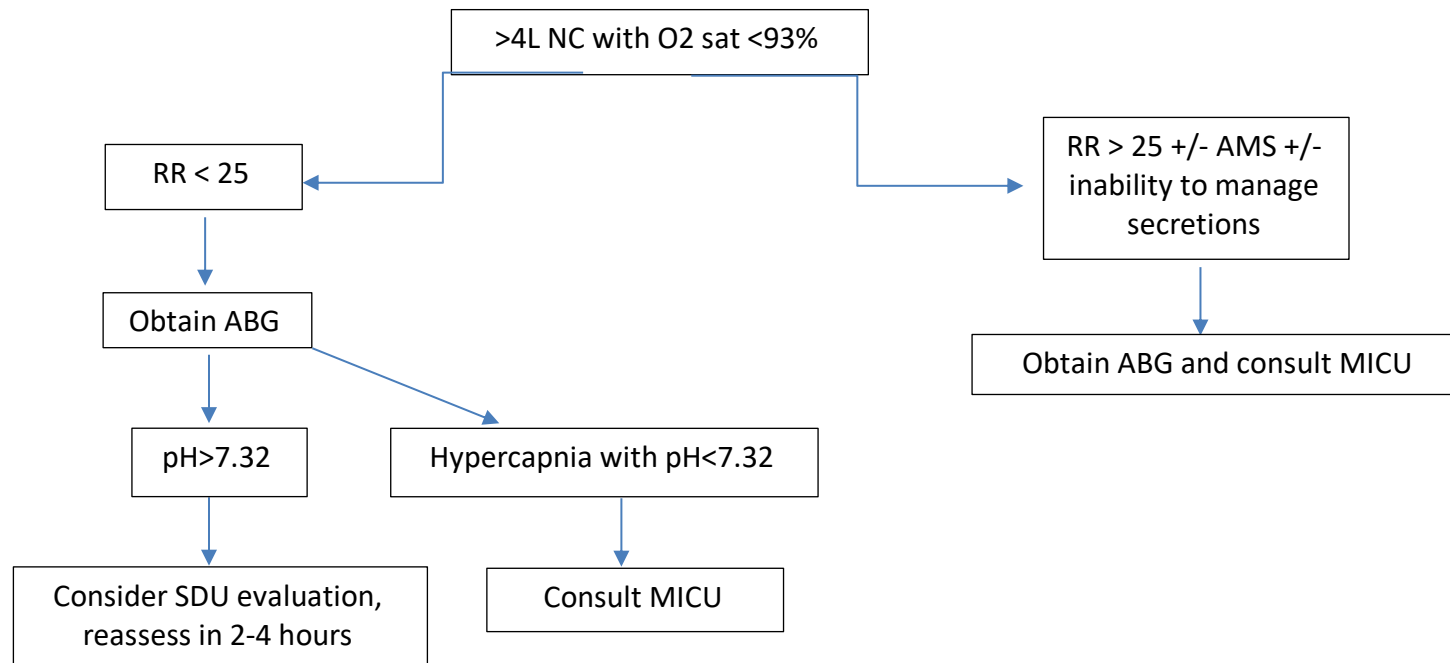 >4L NC with O2 sat <93%
RR < 25
RR > 25 +/- AMS +/-
inability to manage
secretions
Obtain ABG
Obtain ABG and consult MICU
pH>7.32
Hypercapnia with pH<7.32
Consider SDU evaluation,
reassess in 2-4 hours
Consult MICU